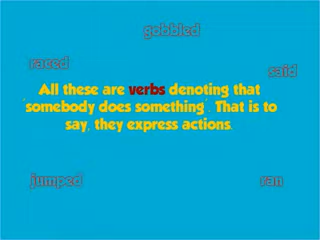 gobbled
raced
said
All these are verbs denoting that
'somebody does something'. That is to
say, they express actions.
jumped
ran